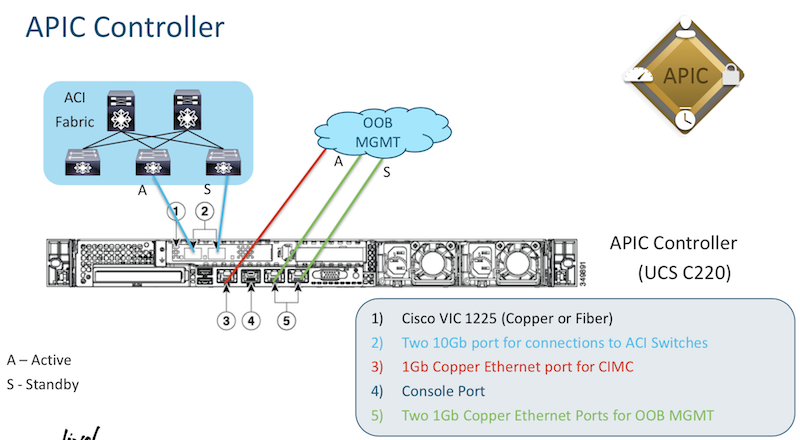 APIC Controller
APIC
ACI
Fabric
OOB
MGMT
A
S
A
S
1
2
APIC Controller
(UCS C220)
349891
3
4
5
1) Cisco VIC 1225 (Copper or Fiber)
2) Two 10Gb port for connections to ACI Switches
3) 1Gb Copper Ethernet port for CIMC
4) Console Port
5) Two 1Gb Copper Ethernet Ports for OOB MGMT
A – Active
S - Standby